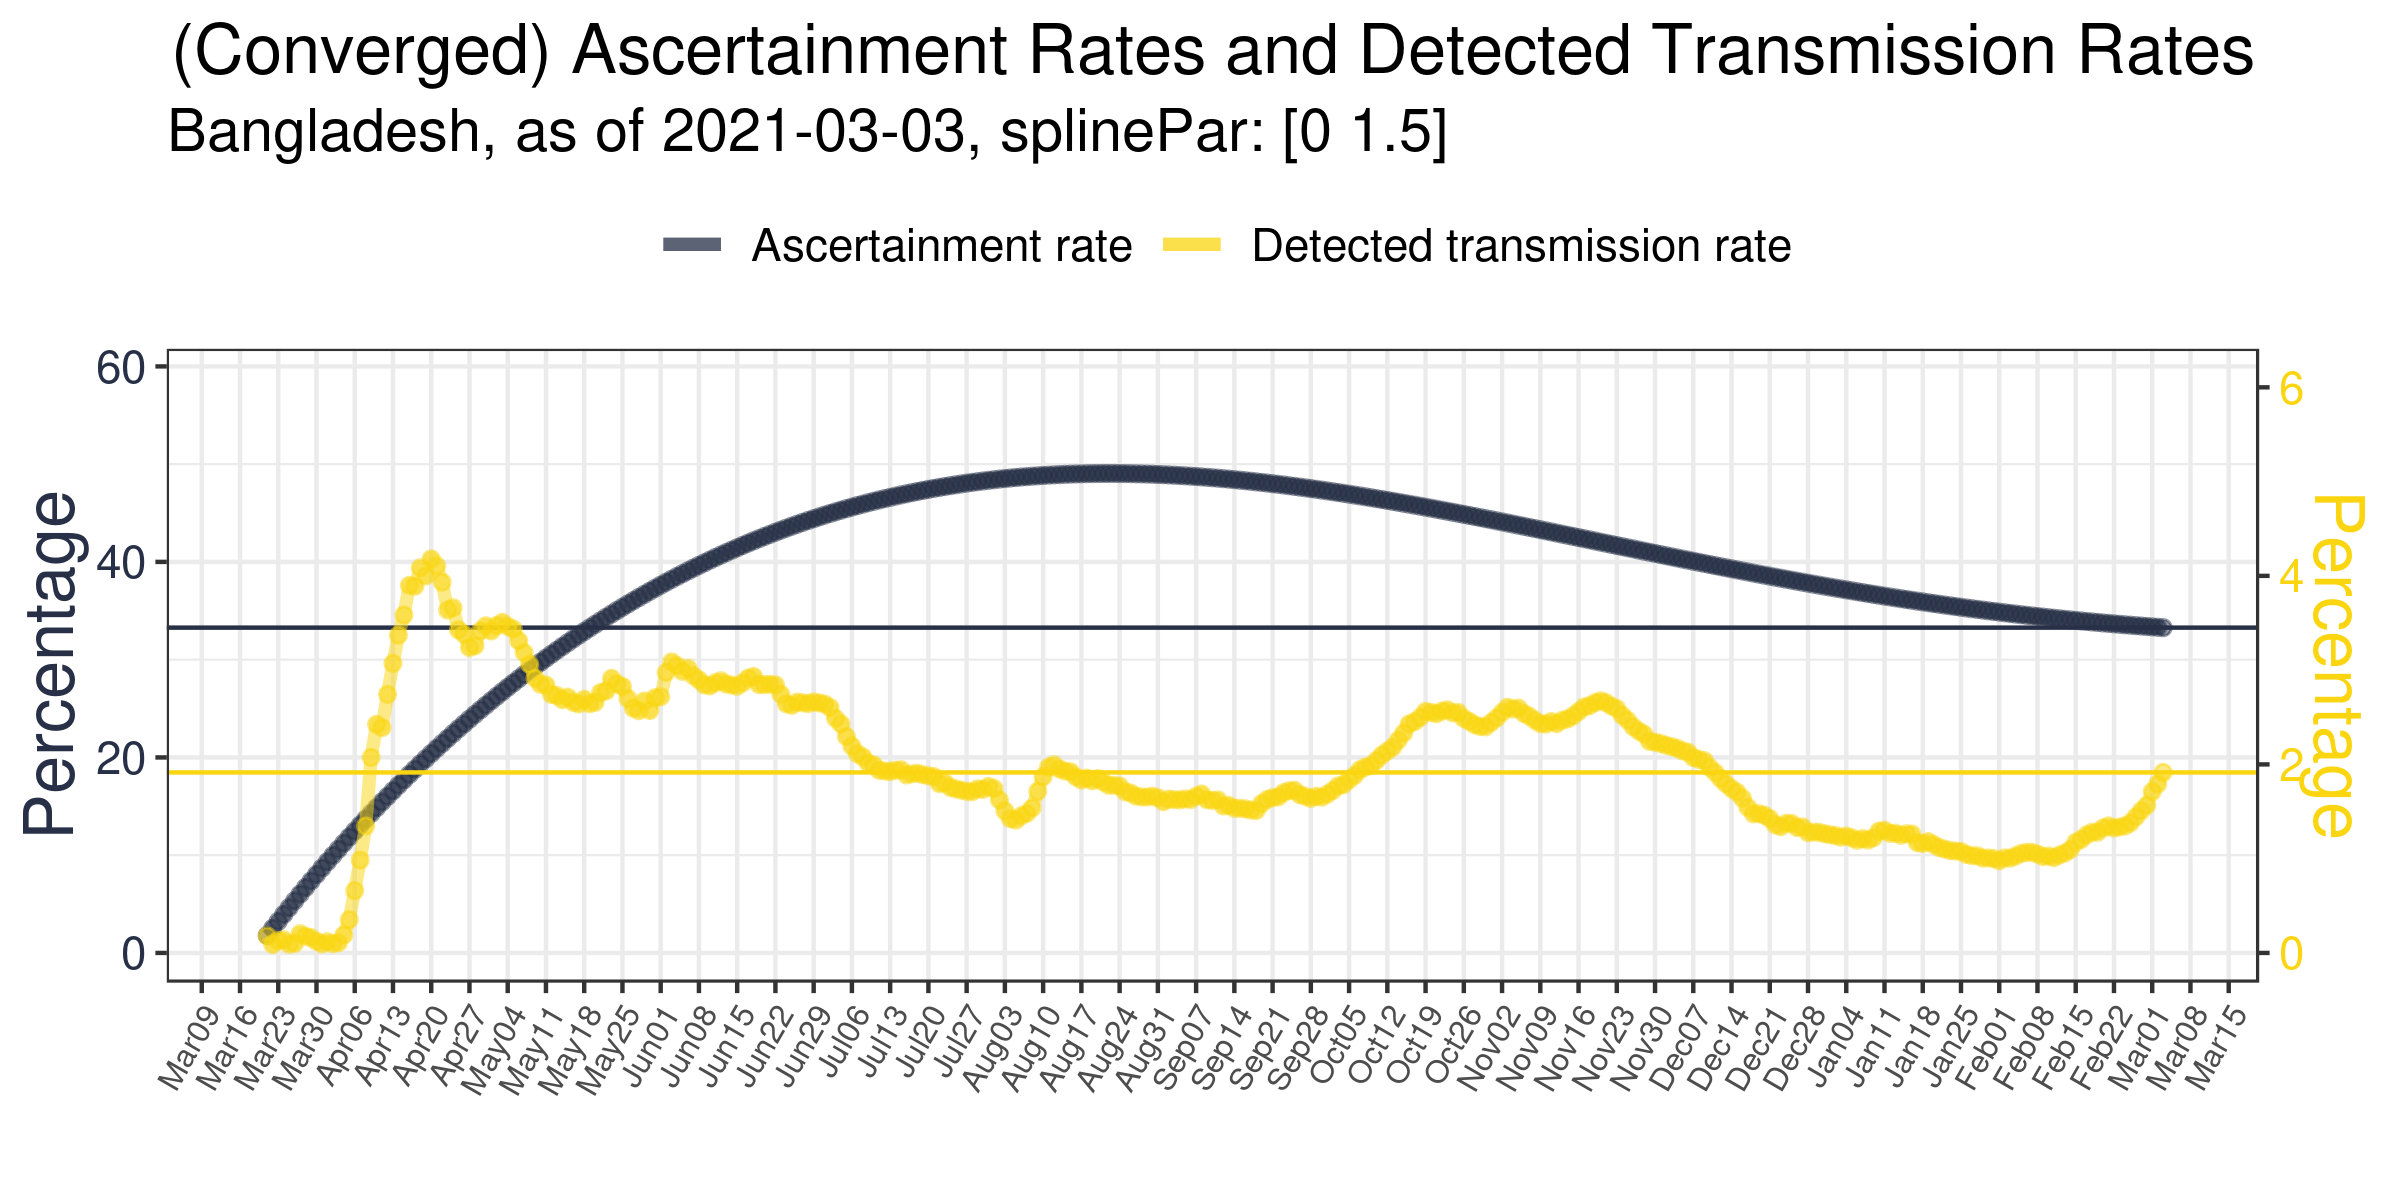 (Converged) Ascertainment Rates and Detected Transmission Rates
Bangladesh, as of 2021-03-03, splinePar: [0 1.5]
Ascertainment rate Detected transmission rate
60
40
20
0
Percentage
6
4
2
0
Percentage
Mar09 Mar16 Mar23 Mar30 Apr06 Apr13 Apr20 Apr27 May04 May11 May18 May25 Jun01 Jun08 Jun15 Jun22 Jun29 Jul06 Jul13 Jul20 Jul27 Aug03 Aug10 Aug17 Aug24 Aug31 Sep07 Sep14 Sep21 Sep28 Oct05 Oct12 Oct19 Oct26 Nov02 Nov09 Nov16 Nov23 Nov30 Dec07 Dec14 Dec21 Dec28 Jan04 Jan11 Jan18 Jan25 Feb01 Feb08 Feb15 Feb22 Mar01 Mar08 Mar15